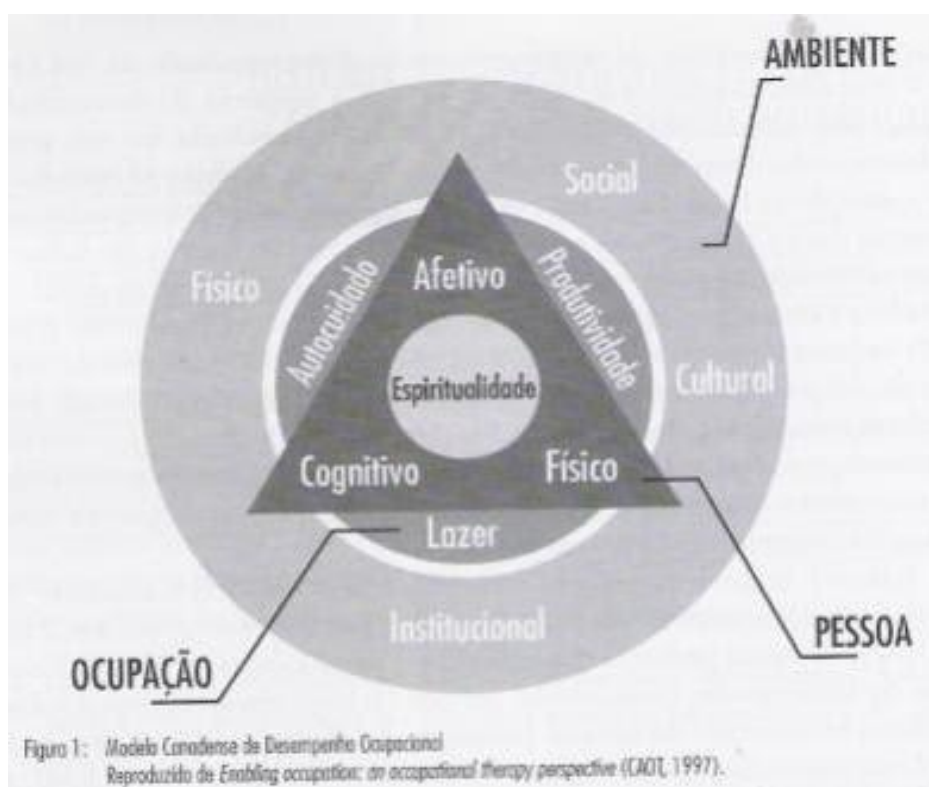 AMBIENTE
Social
Físico
Autocuidado
Afetivo
Produtividade
Espiritualidade
Cultural
Cognitivo
Físico
Lazer
Institucional
OCUPAÇÃO
PESSOA
Figura 1: Modelo Canadense de Desempenho Ocupacional
Reproduzido de Enabling occupation: an occupational therapy perspective (CAOT, 1997).